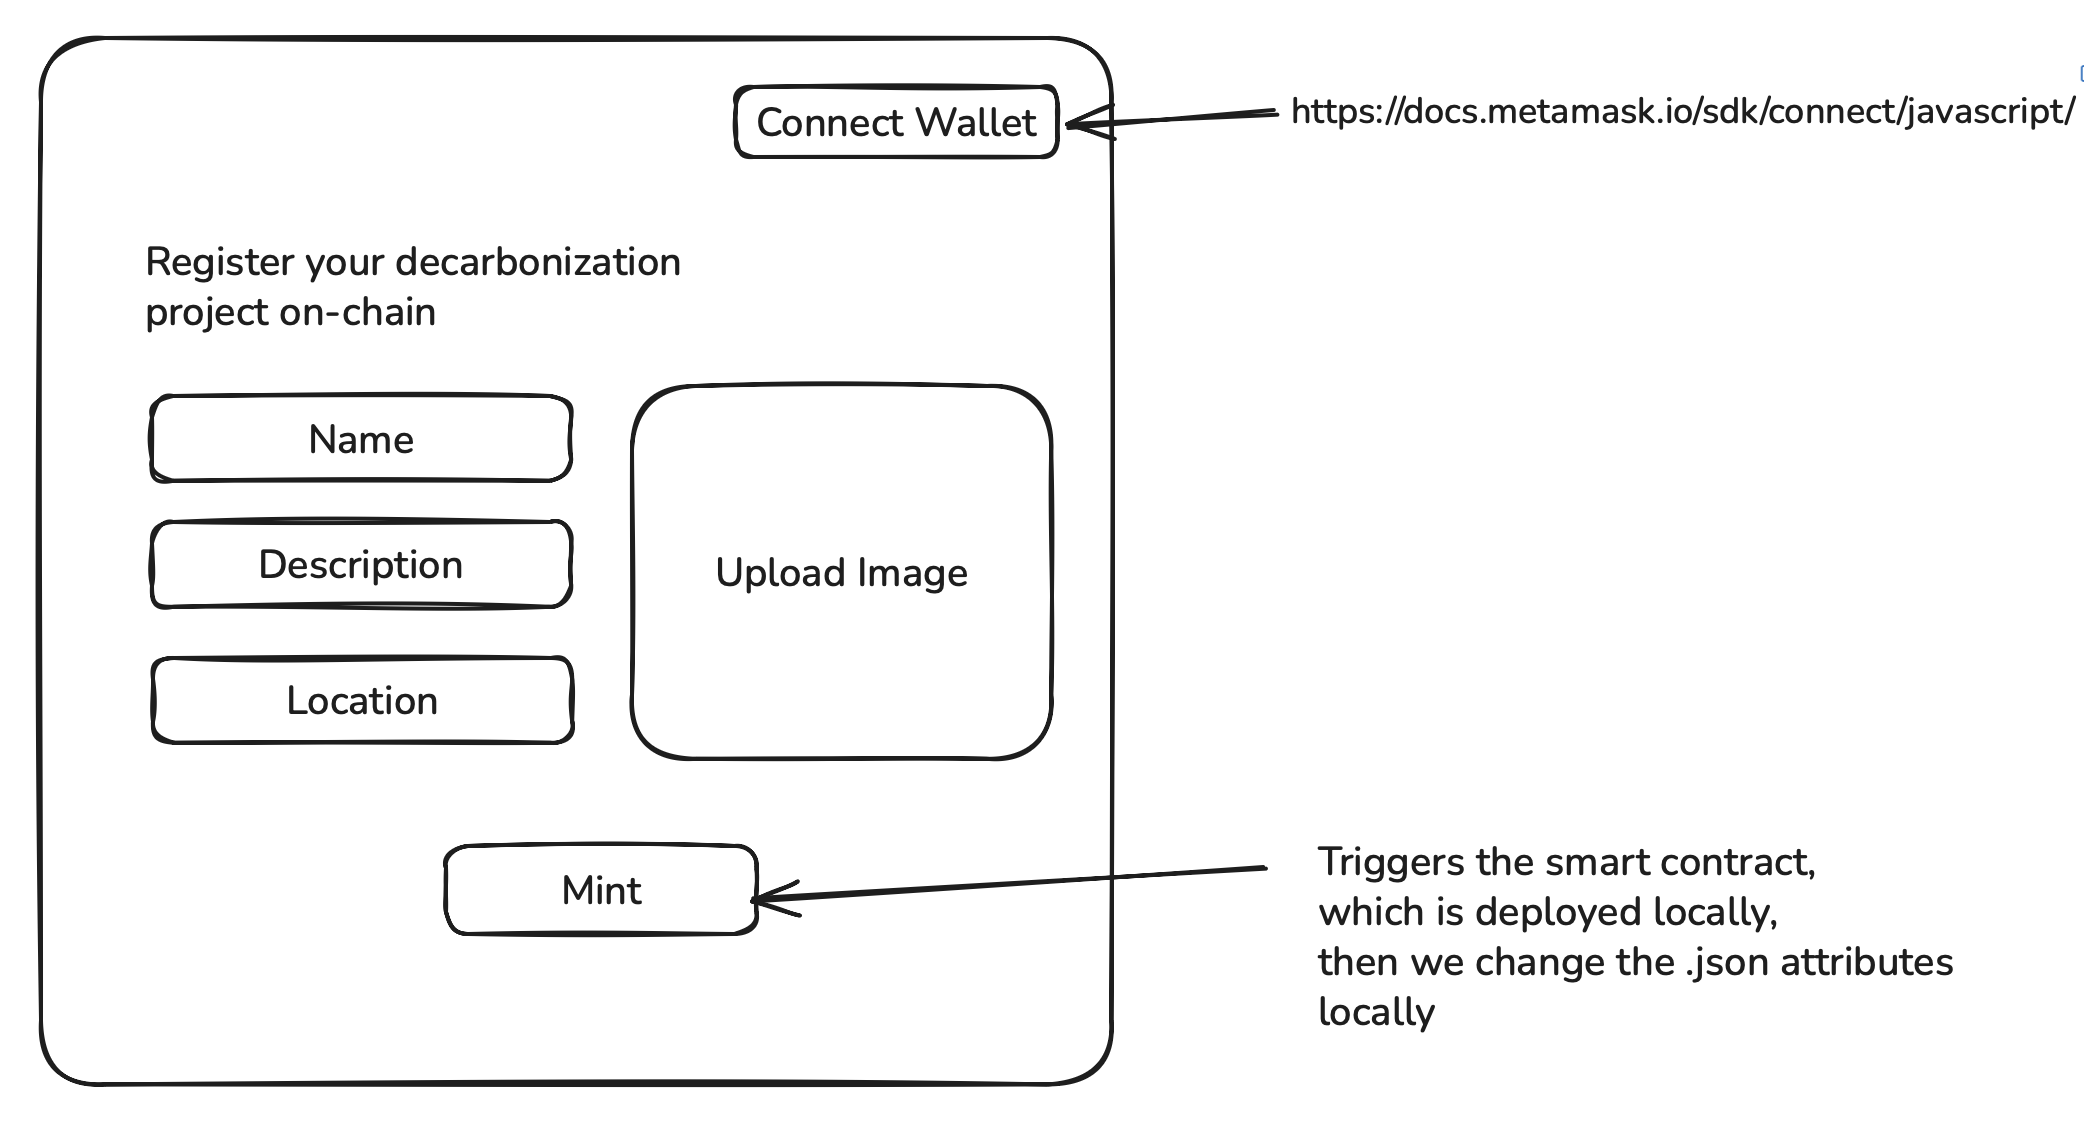 Connect Wallet
https://docs.metamask.io/sdk/connect/javascript/
Register your decarbonization
project on-chain
Name
Description
Location
Upload Image
Mint
Triggers the smart contract,
which is deployed locally,
then we change the .json attributes
locally